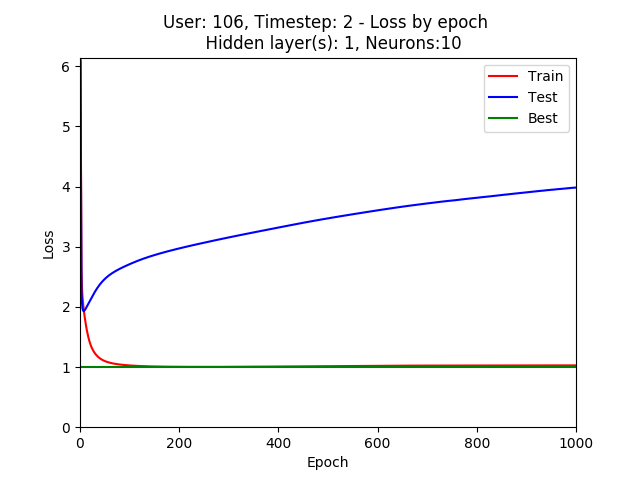 User: 106, Timestep: 2 - Loss by epoch
Hidden layer(s): 1, Neurons:10
Train
Test
Best
Loss
6
5
4
3
2
1
0
0 200 400 600 800 1000
Epoch